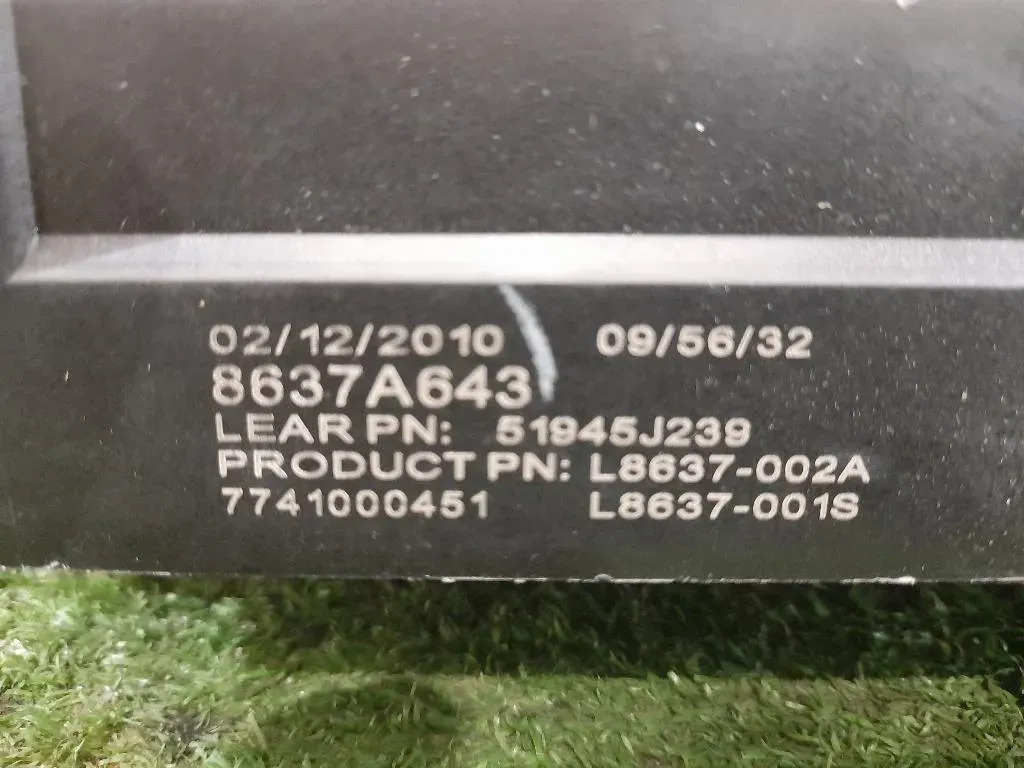 02/12/2010 09/56/32
8637A643
LEAR PN: 51945J239
PRODUCT PN: L8637-002A
7741000451 L8637-001S